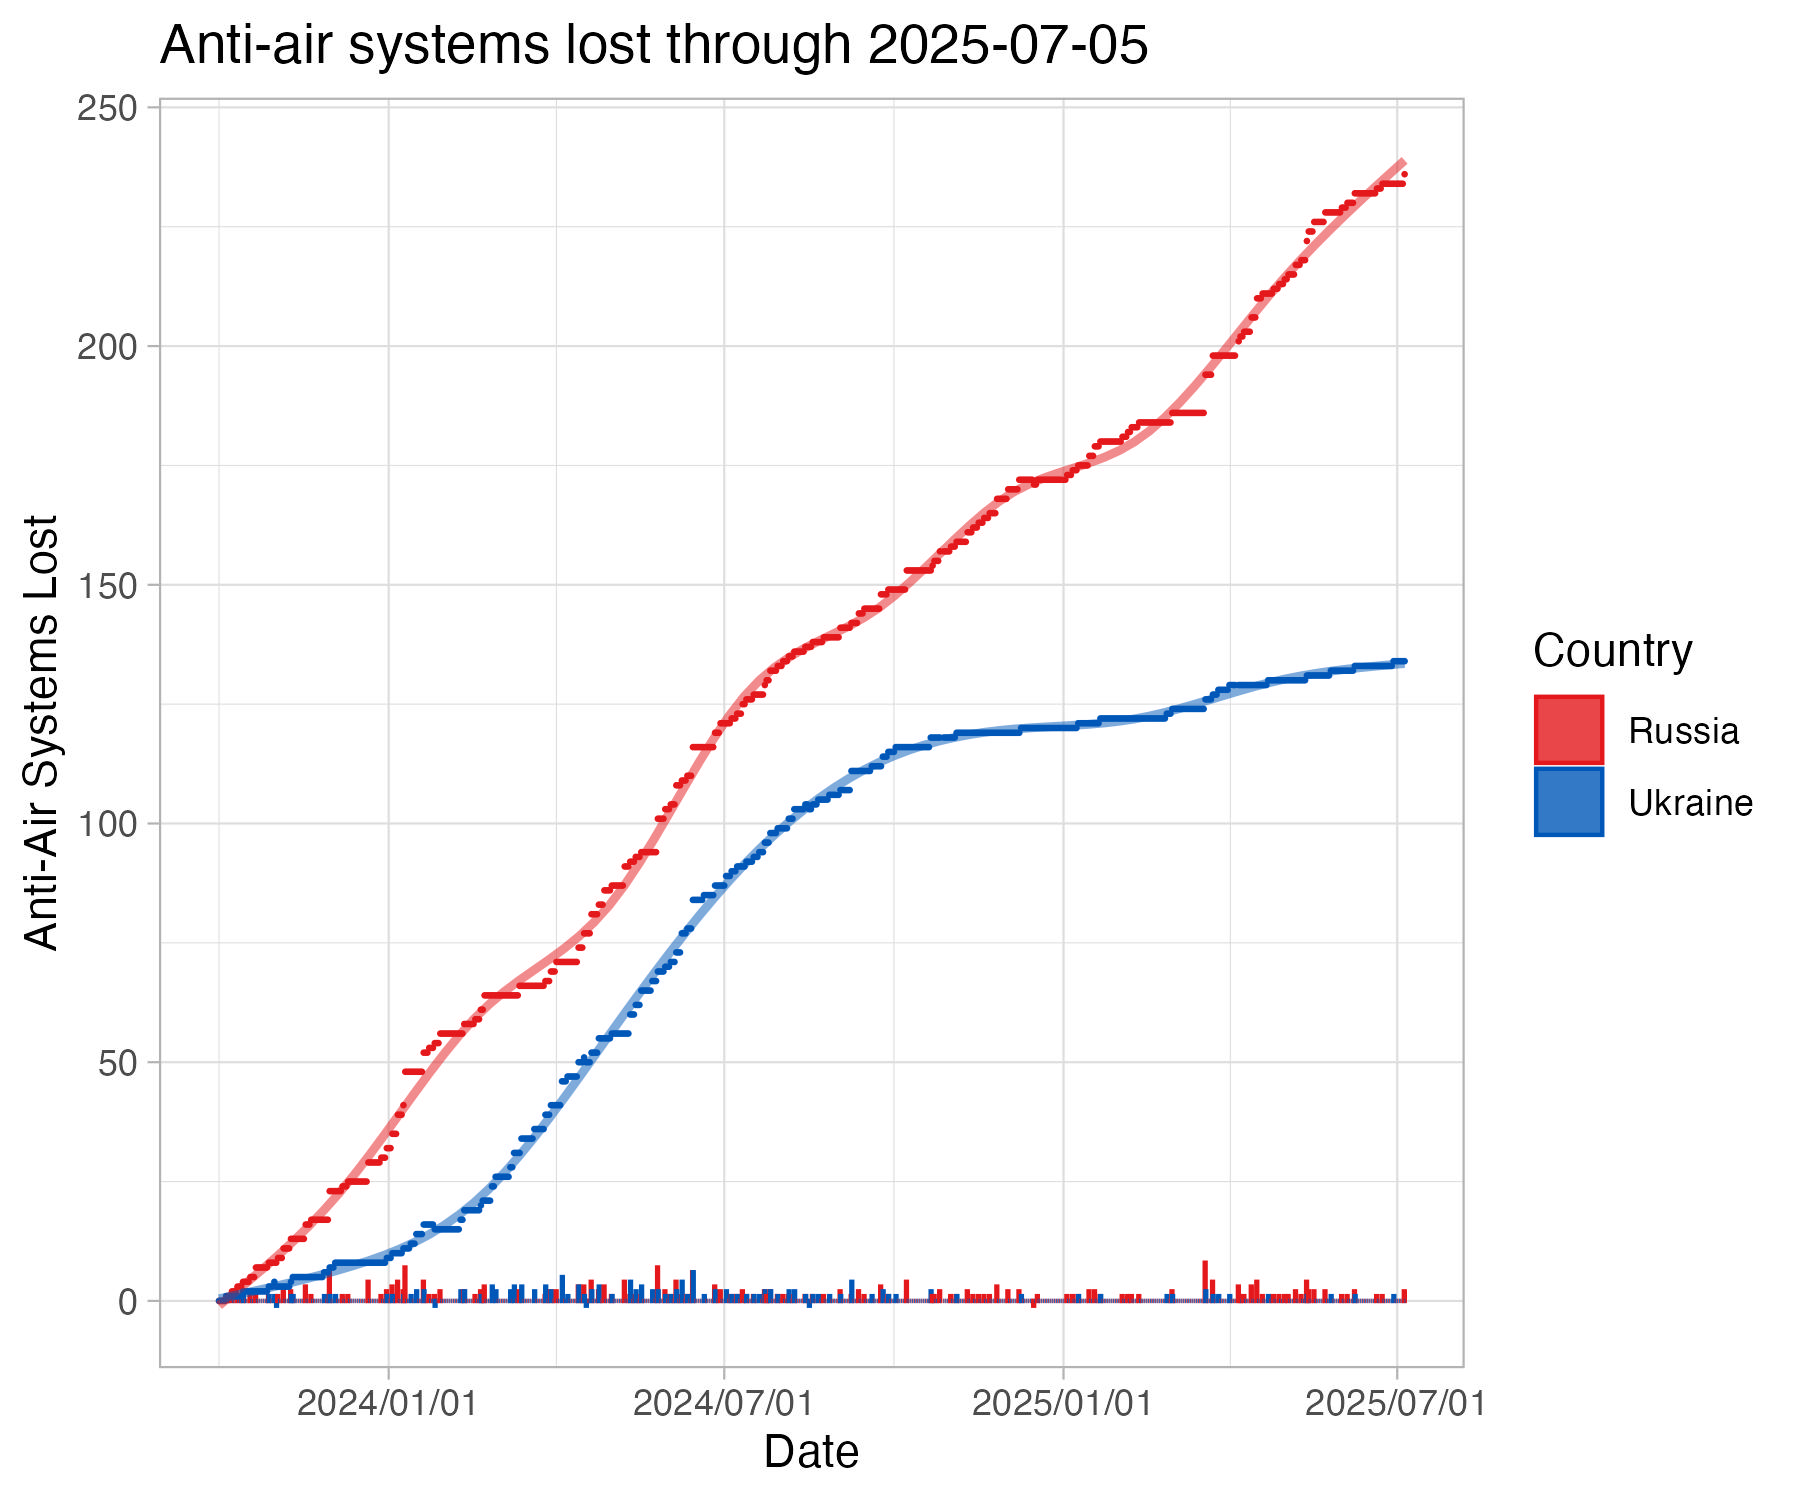 Anti-air systems lost through 2025-07-05
Anti-Air Systems Lost
250
200
150
100
50
0
2024/01/01
2024/07/01
2025/01/01
2025/07/01
Date
Country
Russia
Ukraine